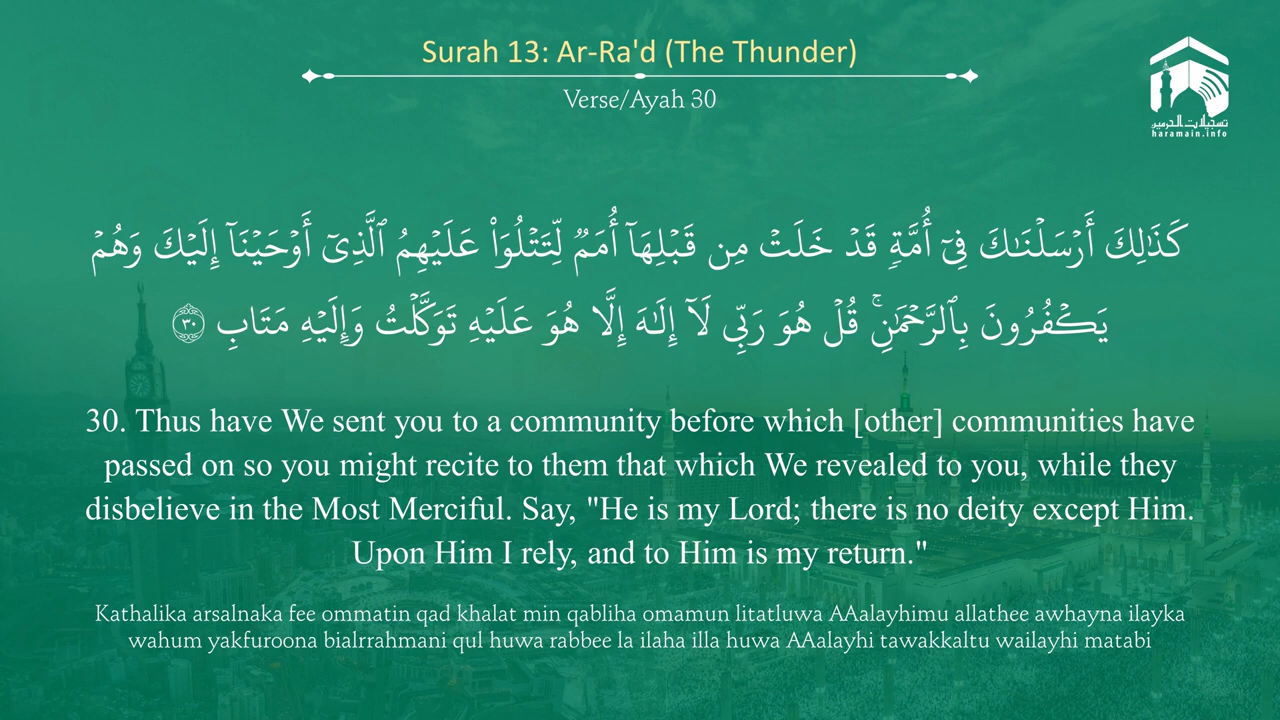 Surah 13: Ar-Ra'd (The Thunder)
Verse/Ayah 30
تسجيلات الحرمين
haramain.info
كَذَٰلِكَ أَرْسَلْنَـٰكَ فِىٓ أُمَّةٍ قَدْ خَلَتْ مِن قَبْلِهَآ أُمَمٌ لِّتَتْلُوَا۟ عَلَيْهِمُ ٱلَّذِىٓ أَوْحَيْنَآ إِلَيْكَ وَهُمْ
يَكْفُرُونَ بِٱلرَّحْمَـٰنِ ۚ قُلْ هُوَ رَبِّى لَآ إِلَـٰهَ إِلَّا هُوَ عَلَيْهِ تَوَكَّلْتُ وَإِلَيْهِ مَتَابِ ٣٠
30. Thus have We sent you to a community before which [other] communities have
passed on so you might recite to them that which We revealed to you, while they
disbelieve in the Most Merciful. Say, "He is my Lord; there is no deity except Him.
Upon Him I rely, and to Him is my return."
Kathalika arsalnaka fee ommatin qad khalat min qabliha omamun litatluwa AAalayhimu allathee awhayna ilayka
wahum yakfuroona bialrrahmani qul huwa rabbee la ilaha illa huwa AAalayhi tawakkaltu wailayhi matabi